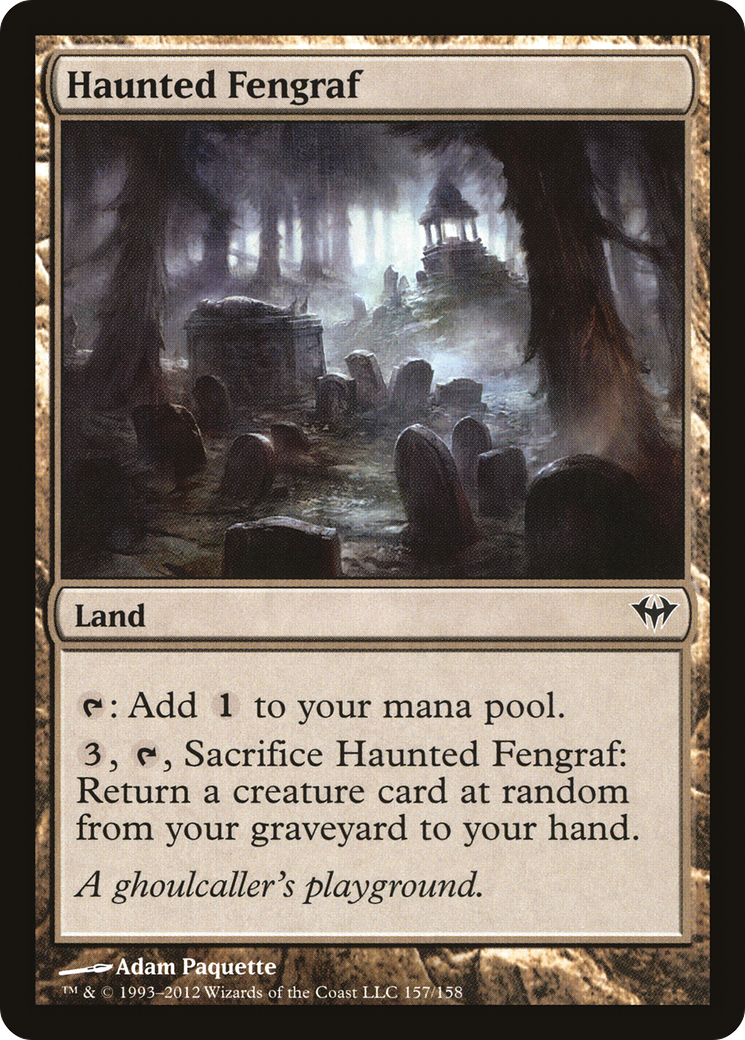 Haunted Fengraf
Land
: Add 1 to your mana pool.
3, , Sacrifice Haunted Fengraf:
Return a creature card at random
from your graveyard to your hand.
A ghoulcaller's playground.
Adam Paquette
™ & © 1993–2012 Wizards of the Coast LLC 157/158